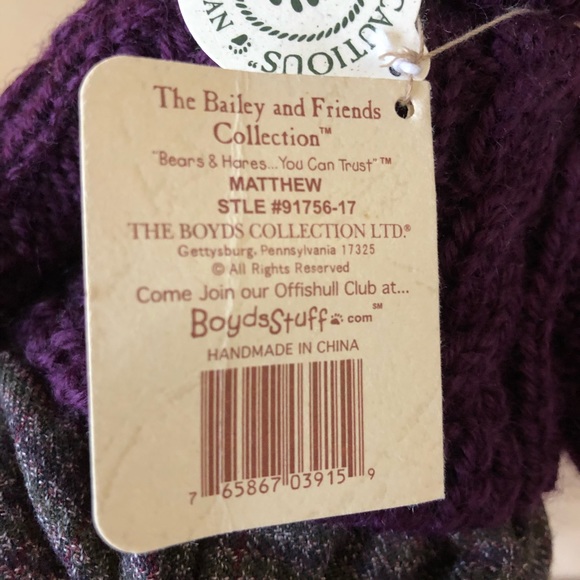 CAUTIOUS
The Bailey and Friends
Collection™
"Bears & Hares...You Can Trust"™
MATTHEW
STLE #91756-17
THE BOYDS COLLECTION LTD.®
Gettysburg, Pennsylvania 17325
© All Rights Reserved
Come Join our Offishull Club at...
BoydsStuff.com℠
HANDMADE IN CHINA
7 65867 03915 9